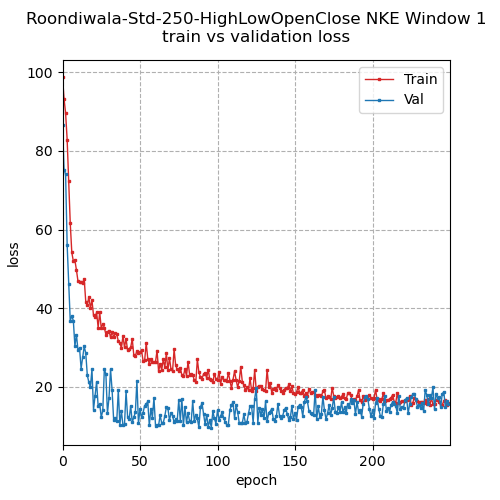 Roondiwala-Std-250-HighLowOpenClose NKE Window 1
train vs validation loss
Train
Val
100
80
60
40
20
loss
0
50
100
150
200
epoch